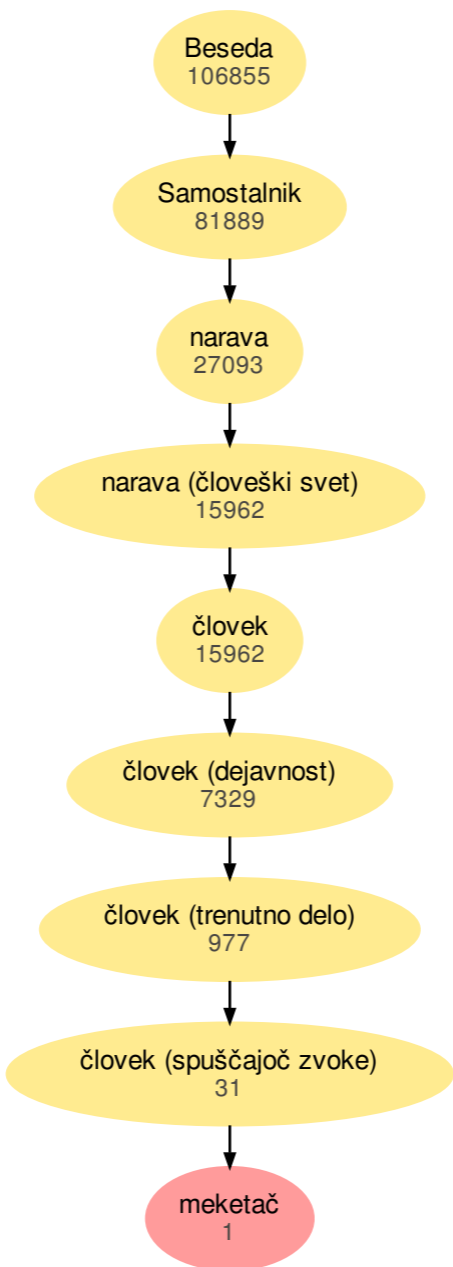 Beseda
106855
Samostalnik
81889
narava
27093
narava (človeški svet)
15962
človek
15962
človek (dejavnost)
7329
človek (trenutno delo)
977
človek (spuščajoč zvoke)
31
meketač
1